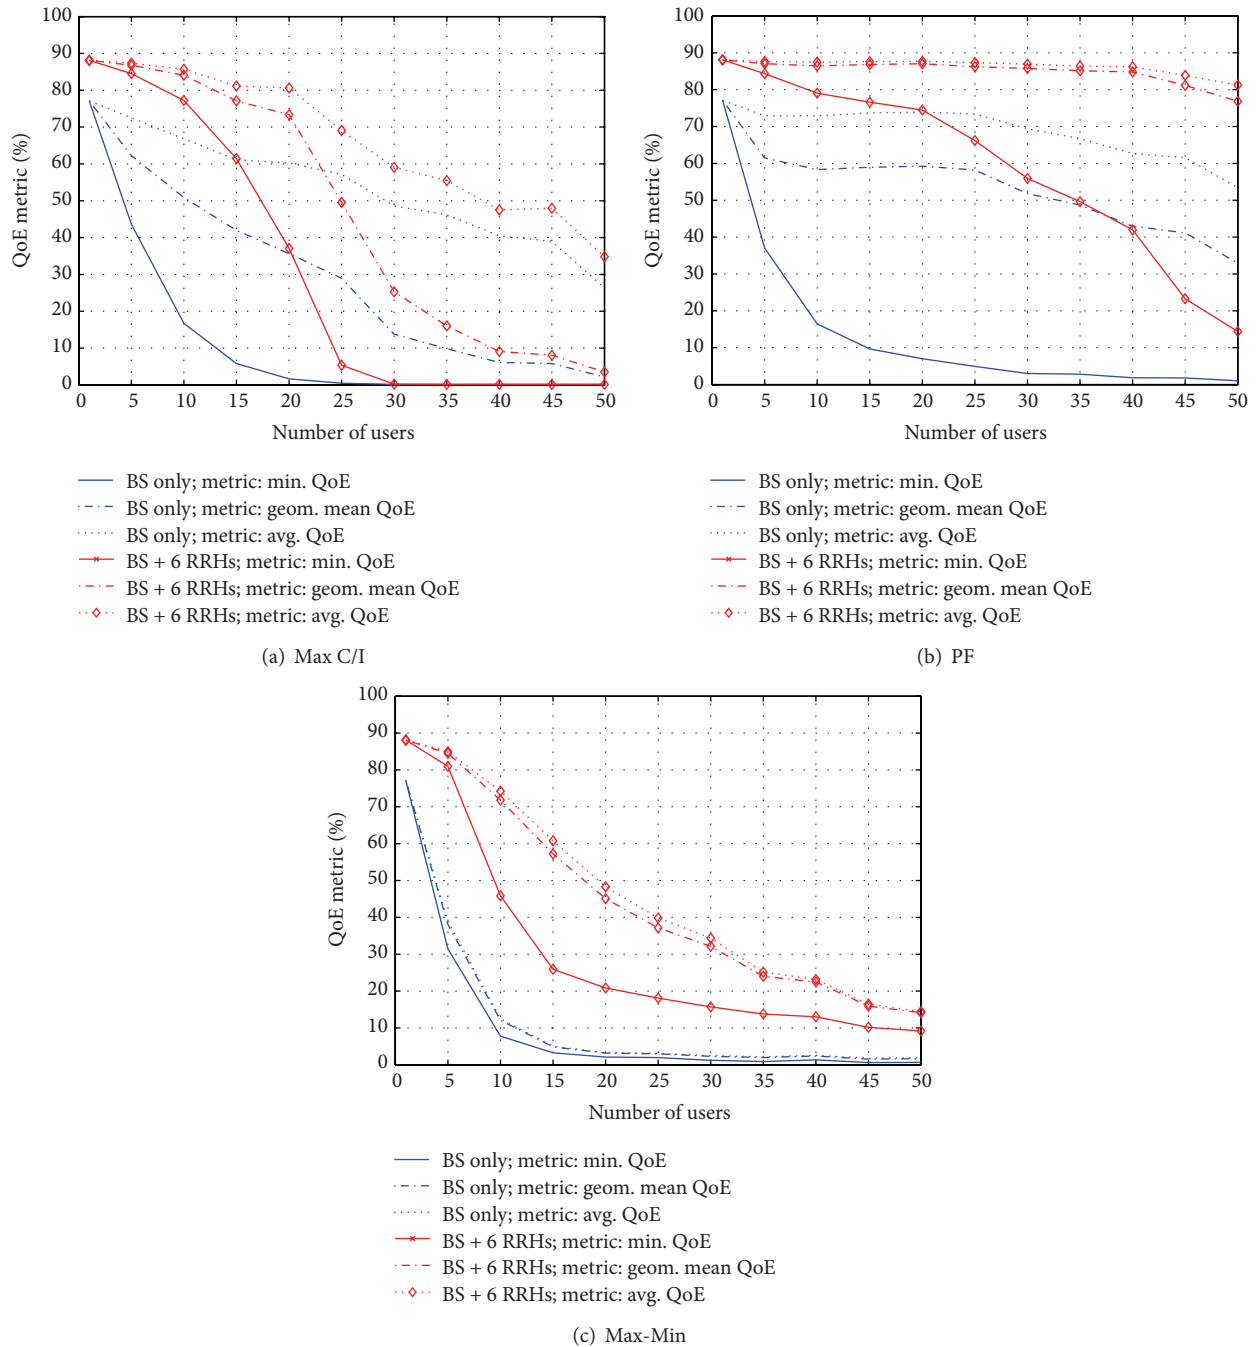 100
90
80
70
60
50
40
30
20
10
0
QoE metric (%)
0 5 10 15 20 25 30 35 40 45 50
Number of users
BS only; metric: min. QoE
BS only; metric: geom. mean QoE
BS only; metric: avg. QoE
BS + 6 RRHs; metric: min. QoE
BS + 6 RRHs; metric: geom. mean QoE
BS + 6 RRHs; metric: avg. QoE
(a) Max C/I
100
90
80
70
60
50
40
30
20
10
0
QoE metric (%)
0 5 10 15 20 25 30 35 40 45 50
Number of users
BS only; metric: min. QoE
BS only; metric: geom. mean QoE
BS only; metric: avg. QoE
BS + 6 RRHs; metric: min. QoE
BS + 6 RRHs; metric: geom. mean QoE
BS + 6 RRHs; metric: avg. QoE
(b) PF
100
90
80
70
60
50
40
30
20
10
0
QoE metric (%)
0 5 10 15 20 25 30 35 40 45 50
Number of users
BS only; metric: min. QoE
BS only; metric: geom. mean QoE
BS only; metric: avg. QoE
BS + 6 RRHs; metric: min. QoE
BS + 6 RRHs; metric: geom. mean QoE
BS + 6 RRHs; metric: avg. QoE
(c) Max-Min